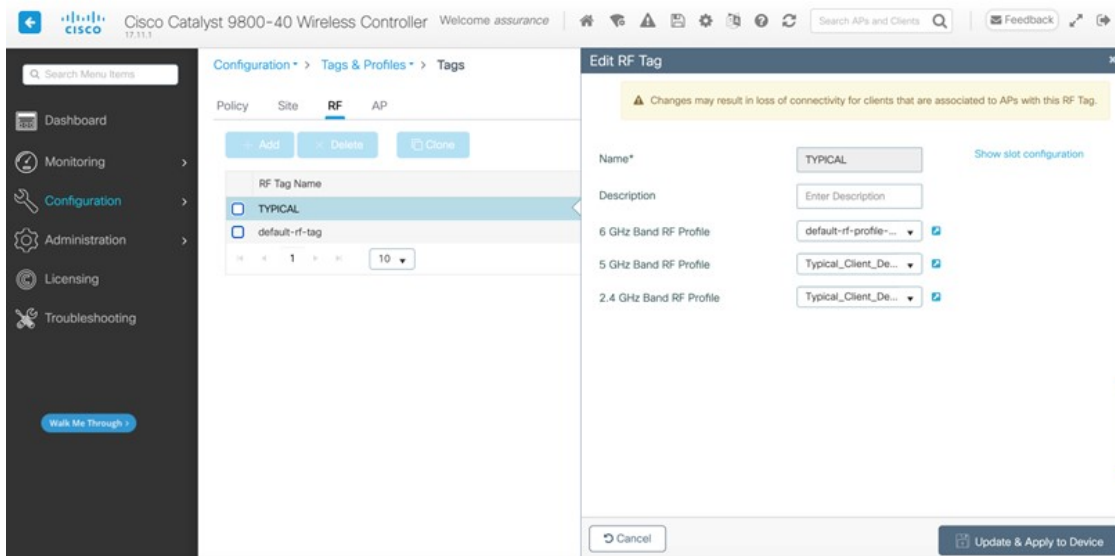 CISCO
Cisco Catalyst 9800-40 Wireless Controller
17.11.1
Welcome assurance
Search APs and Clients
Feedback
Search Menu Items
Dashboard
Monitoring
Configuration
Administration
Licensing
Troubleshooting
Walk Me Through >
Configuration > Tags & Profiles > Tags
Policy Site RF AP
+ Add × Delete Clone
RF Tag Name
TYPICAL
default-rf-tag
1 10
Edit RF Tag
Changes may result in loss of connectivity for clients that are associated to APs with this RF Tag.
Name* TYPICAL Show slot configuration
Description Enter Description
6 GHz Band RF Profile default-rf-profile-...
5 GHz Band RF Profile Typical_Client_De...
2.4 GHz Band RF Profile Typical_Client_De...
Cancel Update & Apply to Device